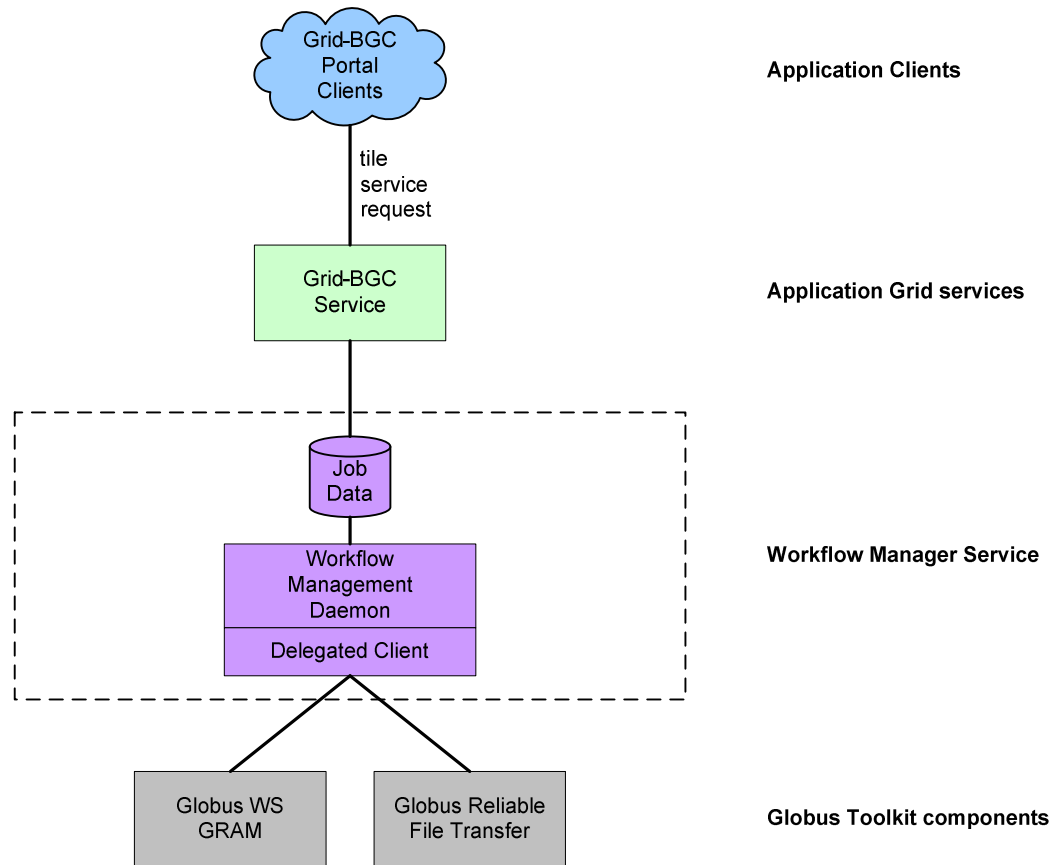 Grid-BGC
Portal
Clients
Application Clients
tile
service
request
Grid-BGC
Service
Application Grid services
Job
Data
Workflow
Management
Daemon
Workflow Manager Service
Delegated Client
Globus WS
GRAM
Globus Reliable
File Transfer
Globus Toolkit components